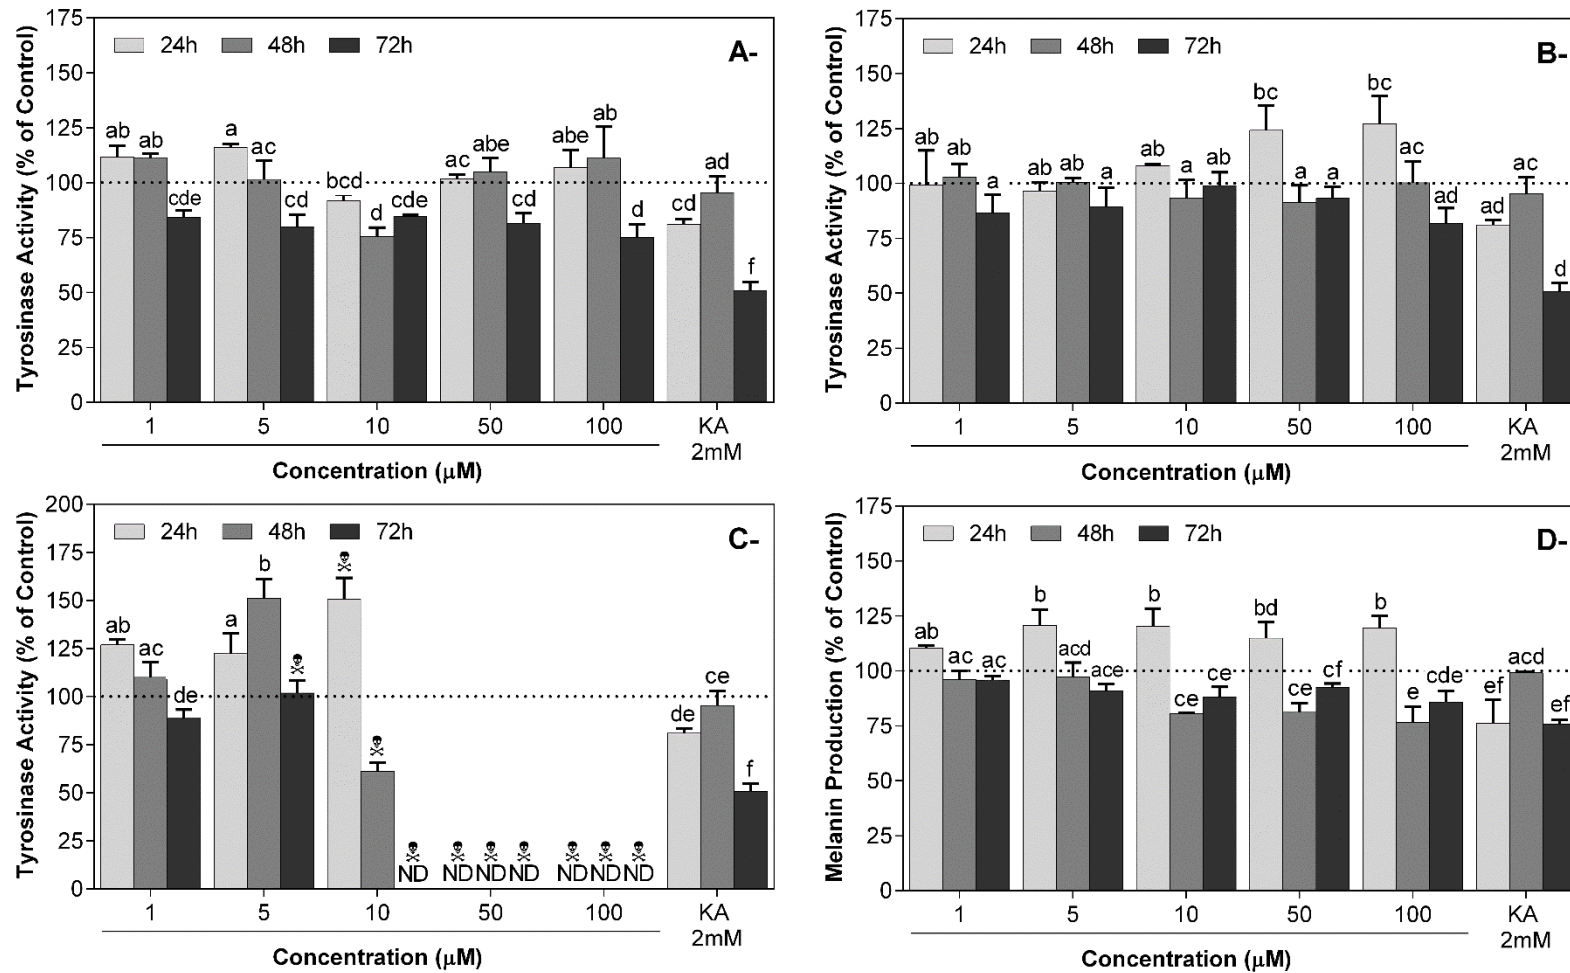 A-
Tyrosinase Activity (% of Control)
175
150
125
100
75
50
25
0
24h 48h 72h
ab ab cde a ac cd bcd d cde ac abe cd abe ab d cd ad f
1 5 10 50 100 KA
2mM
Concentration (μM)
B-
Tyrosinase Activity (% of Control)
175
150
125
100
75
50
25
0
24h 48h 72h
ab ab a ab ab a ab a ab bc a a bc ac ad ad ac d
1 5 10 50 100 KA
2mM
Concentration (μM)
C-
Tyrosinase Activity (% of Control)
200
175
150
125
100
75
50
25
0
24h 48h 72h
ab ac de a b de ce f
ND ND ND ND ND ND ND
1 5 10 50 100 KA
2mM
Concentration (μM)
D-
Melanin Production (% of Control)
175
150
125
100
75
50
25
0
24h 48h 72h
ab ac ac b acd ace b ce ce bd ce cf b e cde ef acd ef
1 5 10 50 100 KA
2mM
Concentration (μM)